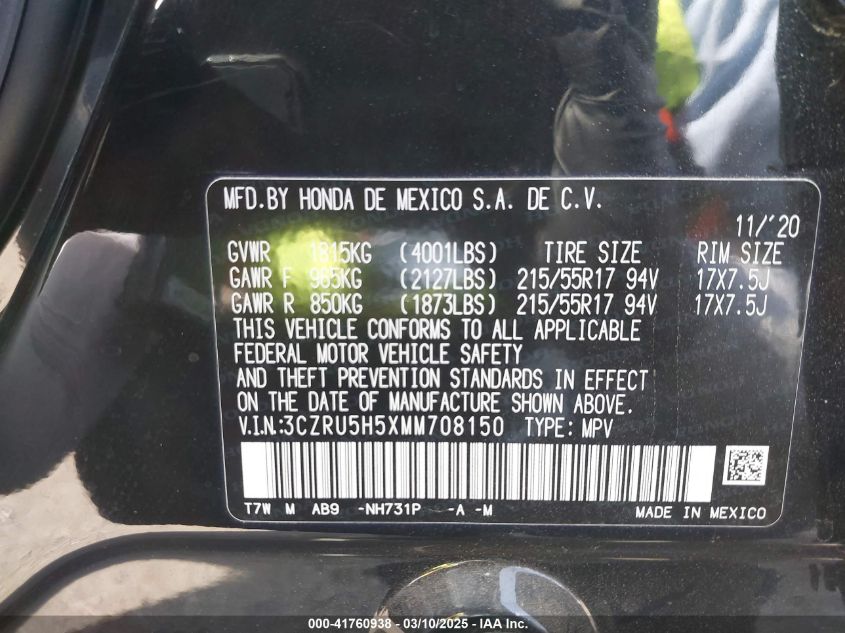 MFD.BY HONDA DE MEXICO S.A. DE C.V.
11/'20
GVWR 1815KG (4001LBS) TIRE SIZE RIM SIZE
GAWR F 965KG (2127LBS) 215/55R17 94V 17X7.5J
GAWR R 850KG (1873LBS) 215/55R17 94V 17X7.5J
THIS VEHICLE CONFORMS TO ALL APPLICABLE
FEDERAL MOTOR VEHICLE SAFETY
AND THEFT PREVENTION STANDARDS IN EFFECT
ON THE DATE OF MANUFACTURE SHOWN ABOVE.
V.I.N.:3CZRU5H5XMM708150 TYPE: MPV
T7W M AB9 -NH731P -A -M MADE IN MEXICO
000-41760938 - 03/10/2025 - IAA Inc.